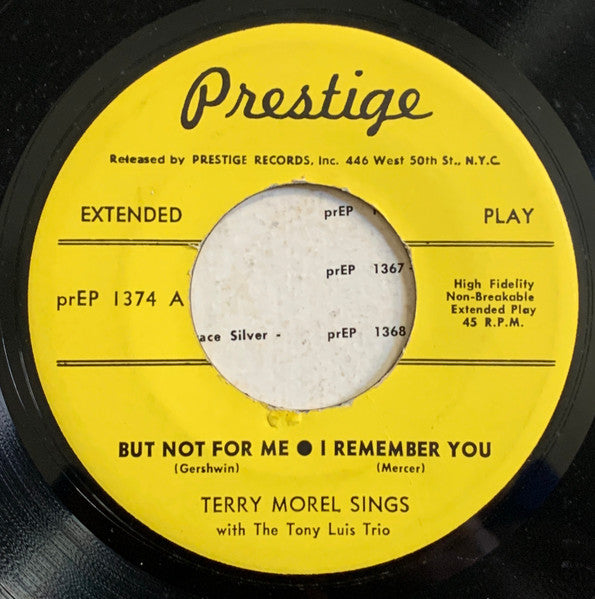 Prestige
Released by PRESTIGE RECORDS, Inc. 446 West 50th St., N.Y.C.
EXTENDED
prEP
PLAY
prEP 1367 -
prEP 1374 A
High Fidelity
Non-Breakable
Extended Play
45 R.P.M.
ace Silver - prEP 1368
BUT NOT FOR ME ● I REMEMBER YOU
(Gershwin) (Mercer)
TERRY MOREL SINGS
with The Tony Luis Trio